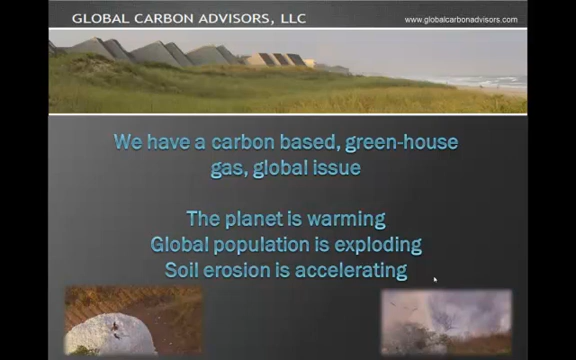 GLOBAL CARBON ADVISORS, LLC
www.globalcarbonadvisors.com
We have a carbon based, green-house
gas, global issue
The planet is warming
Global population is exploding
Soil erosion is accelerating